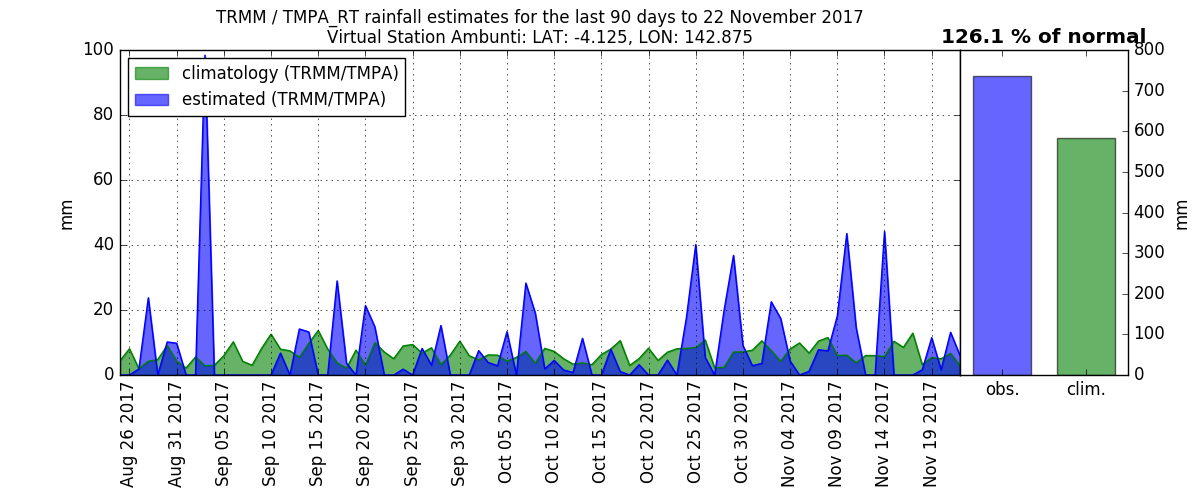 TRMM / TMPA_RT rainfall estimates for the last 90 days to 22 November 2017
Virtual Station Ambunti: LAT: -4.125, LON: 142.875
126.1 % of normal
climatology (TRMM/TMPA)
estimated (TRMM/TMPA)
100
80
60
40
20
0
mm
Aug 26 2017
Aug 31 2017
Sep 05 2017
Sep 10 2017
Sep 15 2017
Sep 20 2017
Sep 25 2017
Sep 30 2017
Oct 05 2017
Oct 10 2017
Oct 15 2017
Oct 20 2017
Oct 25 2017
Oct 30 2017
Nov 04 2017
Nov 09 2017
Nov 14 2017
Nov 19 2017
800
700
600
500
400
300
200
100
0
mm
obs.
clim.